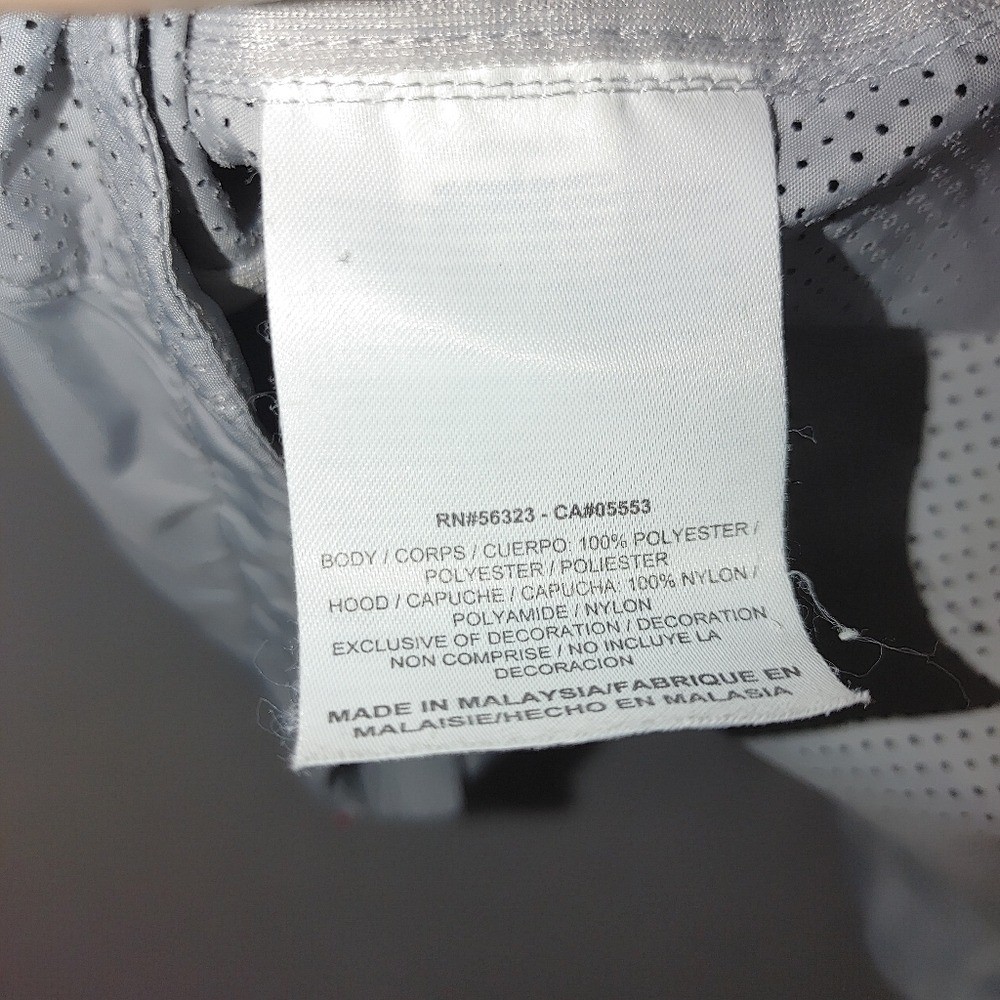 RN#56323 - CA#05553
BODY / CORPS / CUERPO: 100% POLYESTER /
POLYESTER / POLIESTER
HOOD / CAPUCHE / CAPUCHA: 100% NYLON /
POLYAMIDE / NYLON
EXCLUSIVE OF DECORATION / DECORATION
NON COMPRISE / NO INCLUYE LA
DECORACION
MADE IN MALAYSIA/FABRIQUE EN
MALAISIE/HECHO EN MALASIA